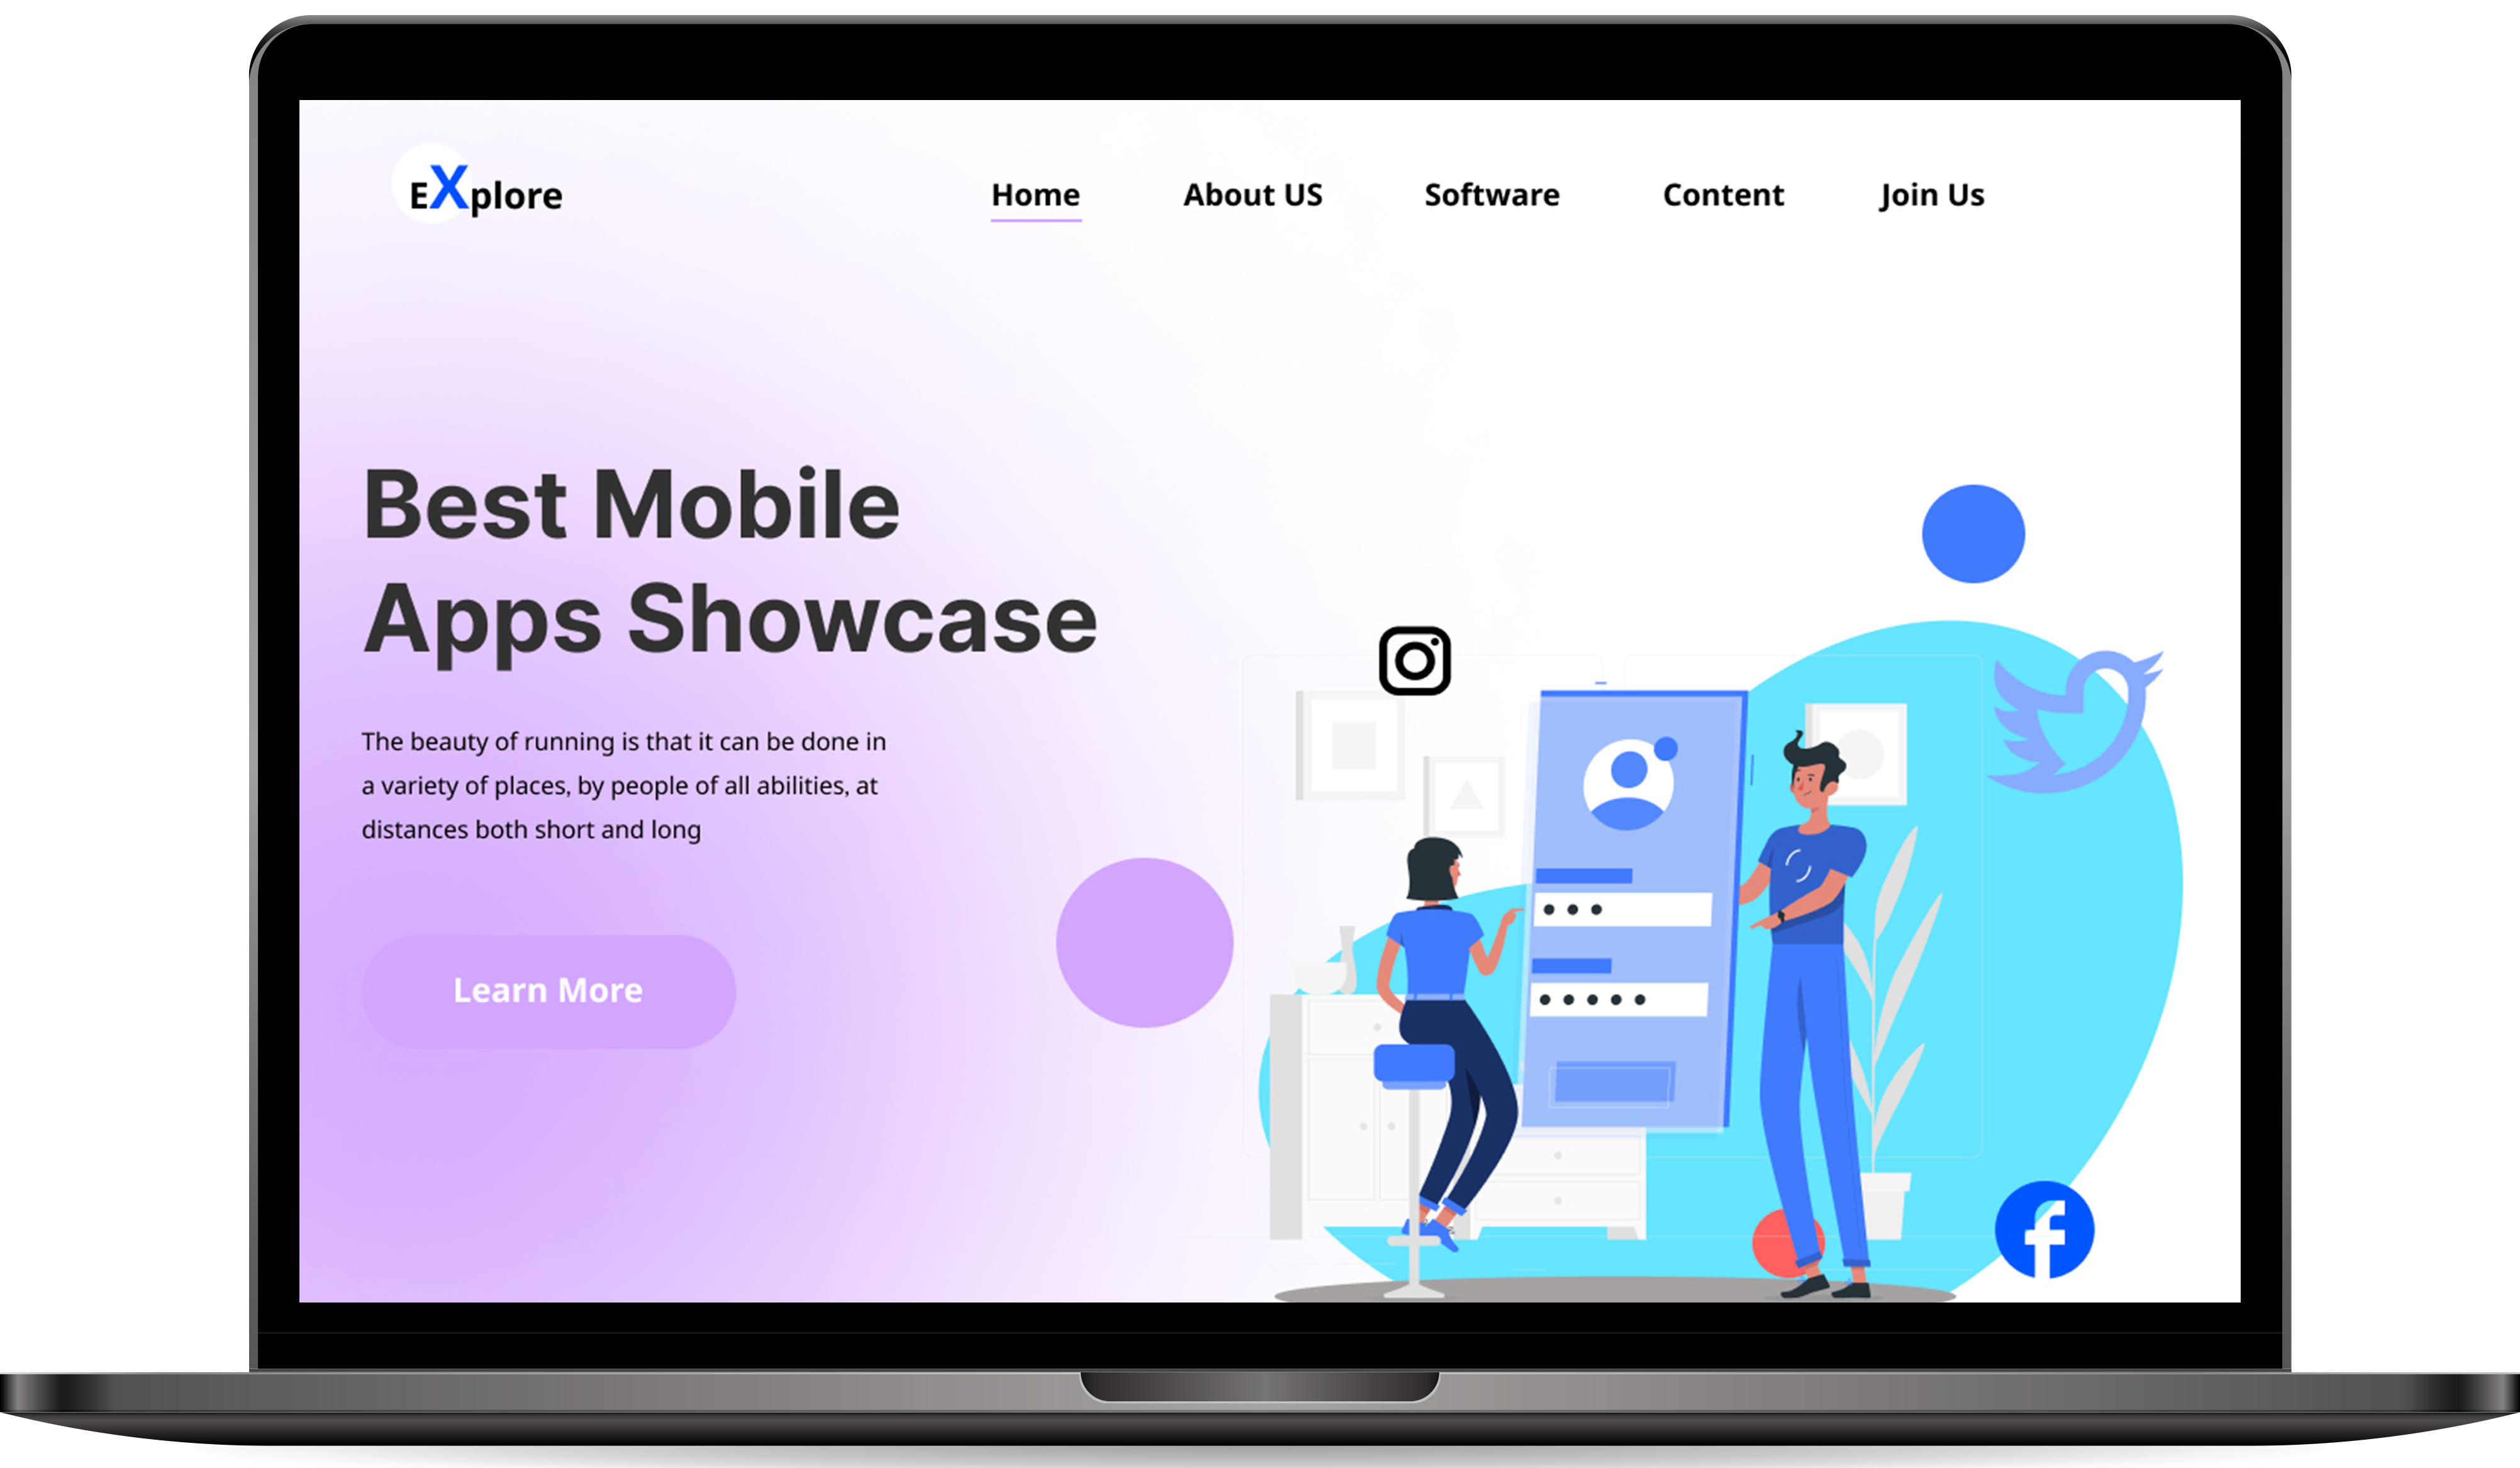 EXplore
Home About US Software Content Join Us
Best Mobile
Apps Showcase
The beauty of running is that it can be done in
a variety of places, by people of all abilities, at
distances both short and long
Learn More